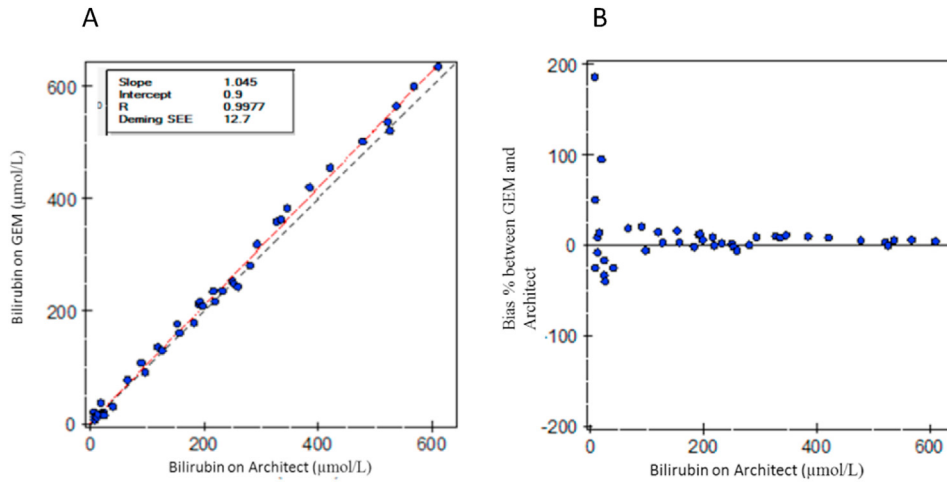 A
B
600
400
200
0
0 200 400 600
Slope 1.045
Intercept 0.9
R 0.9977
Deming SEE 12.7
Bilirubin on GEM (µmol/L)
Bilirubin on Architect (µmol/L)
200
100
0
-100
-200
0 200 400 600
Bias % between GEM and
Architect
Bilirubin on Architect (µmol/L)